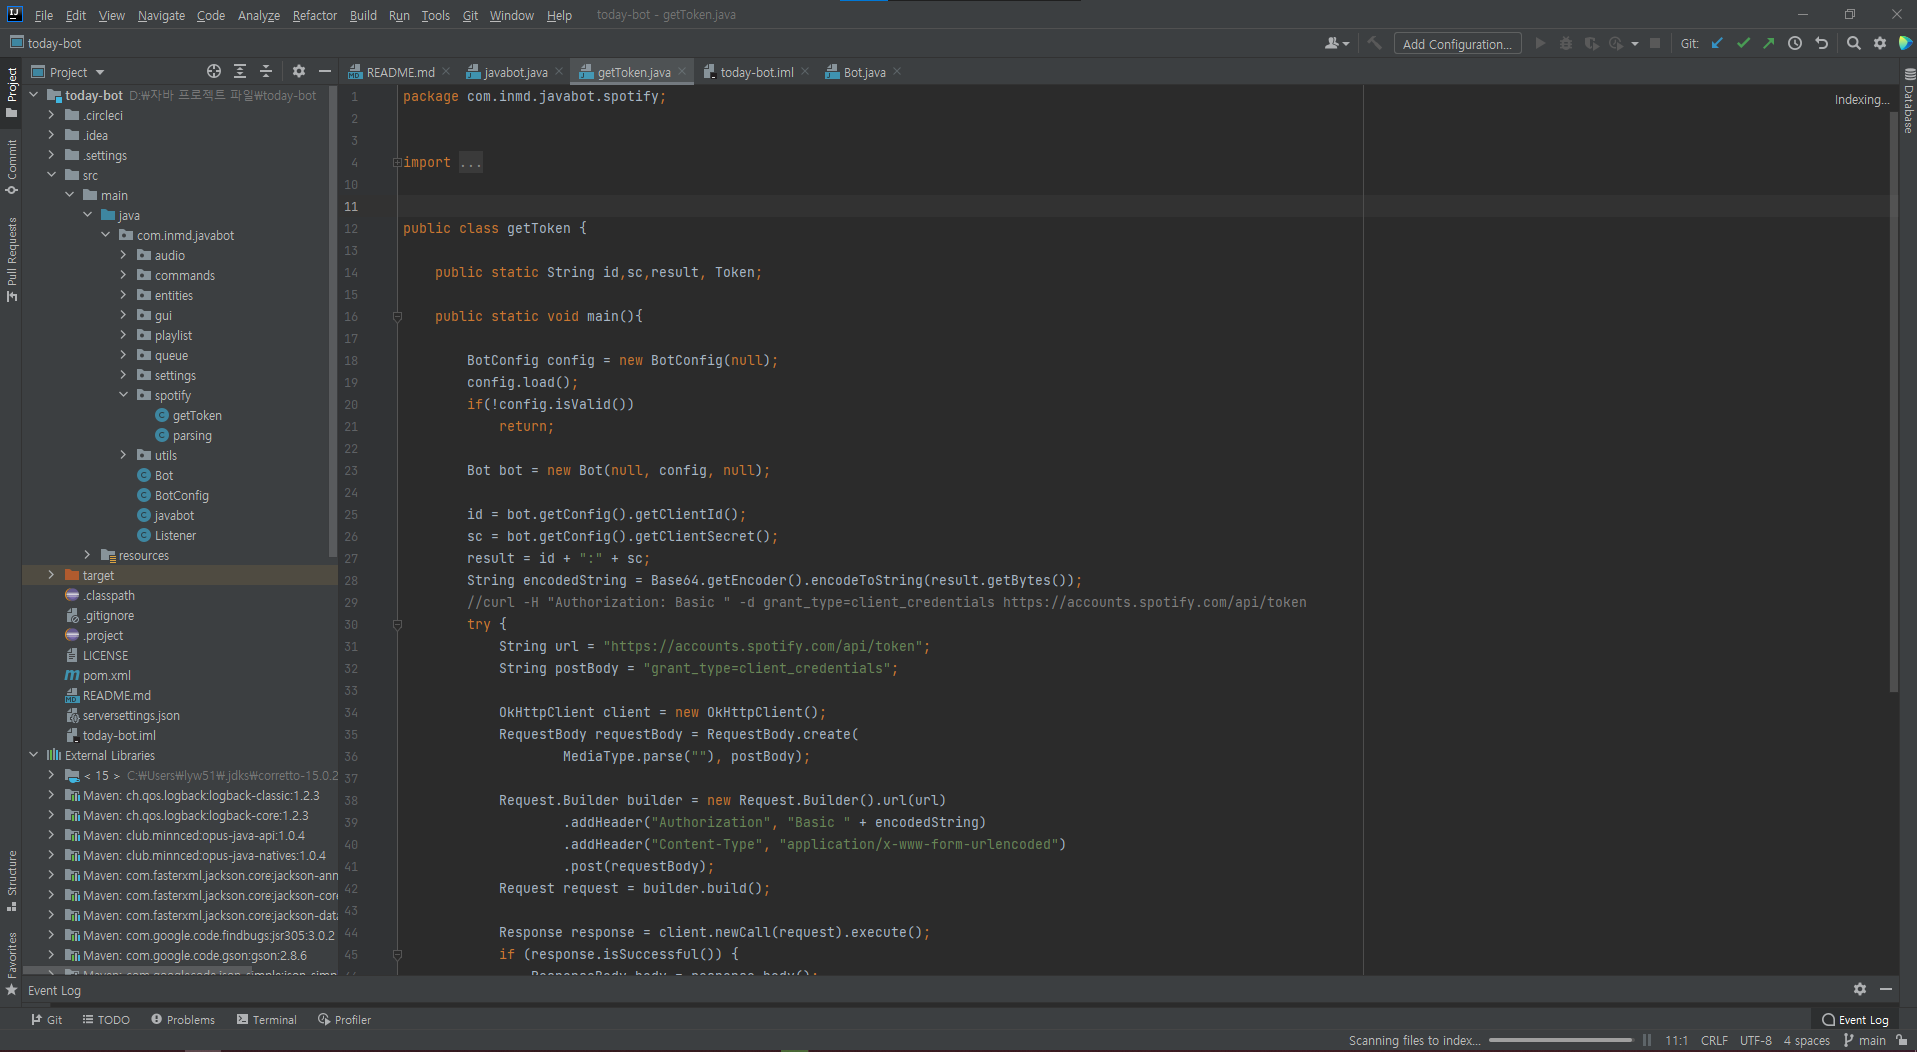 File Edit View Navigate Code Analyze Refactor Build Run Tools Git Window Help today-bot - getToken.java
today-bot
Add Configuration...
Git:
Project
README.md
javabot.java
getToken.java
today-bot.iml
Bot.java
Project
Commit
Pull Requests
Structure
Favorites
Database
today-bot D:₩자바 프로젝트 파일₩today-bot
.circleci
.idea
.settings
src
main
java
com.inmd.javabot
audio
commands
entities
gui
playlist
queue
settings
spotify
getToken
parsing
utils
Bot
BotConfig
javabot
Listener
resources
target
.classpath
.gitignore
.project
LICENSE
pom.xml
README.md
serversettings.json
today-bot.iml
External Libraries
< 15 > C:₩Users₩lyw51₩.jdks₩corretto-15.0.2
Maven: ch.qos.logback:logback-classic:1.2.3
Maven: ch.qos.logback:logback-core:1.2.3
Maven: club.minnced:opus-java-api:1.0.4
Maven: club.minnced:opus-java-natives:1.0.4
Maven: com.fasterxml.jackson.core:jackson-ann
Maven: com.fasterxml.jackson.core:jackson-core
Maven: com.fasterxml.jackson.core:jackson-data
Maven: com.google.code.findbugs:jsr305:3.0.2
Maven: com.google.code.gson:gson:2.8.6
Indexing...
1 package com.inmd.javabot.spotify;
2
3
4 import ...
10
11
12 public class getToken {
13
14 public static String id,sc,result, Token;
15
16 public static void main(){
17
18 BotConfig config = new BotConfig(null);
19 config.load();
20 if(!config.isValid())
21 return;
22
23 Bot bot = new Bot(null, config, null);
24
25 id = bot.getConfig().getClientId();
26 sc = bot.getConfig().getClientSecret();
27 result = id + ":" + sc;
28 String encodedString = Base64.getEncoder().encodeToString(result.getBytes());
29 //curl -H "Authorization: Basic " -d grant_type=client_credentials https://accounts.spotify.com/api/token
30 try {
31 String url = "https://accounts.spotify.com/api/token";
32 String postBody = "grant_type=client_credentials";
33
34 OkHttpClient client = new OkHttpClient();
35 RequestBody requestBody = RequestBody.create(
36 MediaType.parse(""), postBody);
37
38 Request.Builder builder = new Request.Builder().url(url)
39 .addHeader("Authorization", "Basic " + encodedString)
40 .addHeader("Content-Type", "application/x-www-form-urlencoded")
41 .post(requestBody);
42 Request request = builder.build();
43
44 Response response = client.newCall(request).execute();
45 if (response.isSuccessful()) {
Event Log
Git TODO Problems Terminal Profiler
Event Log
Scanning files to index... 11:1 CRLF UTF-8 4 spaces main